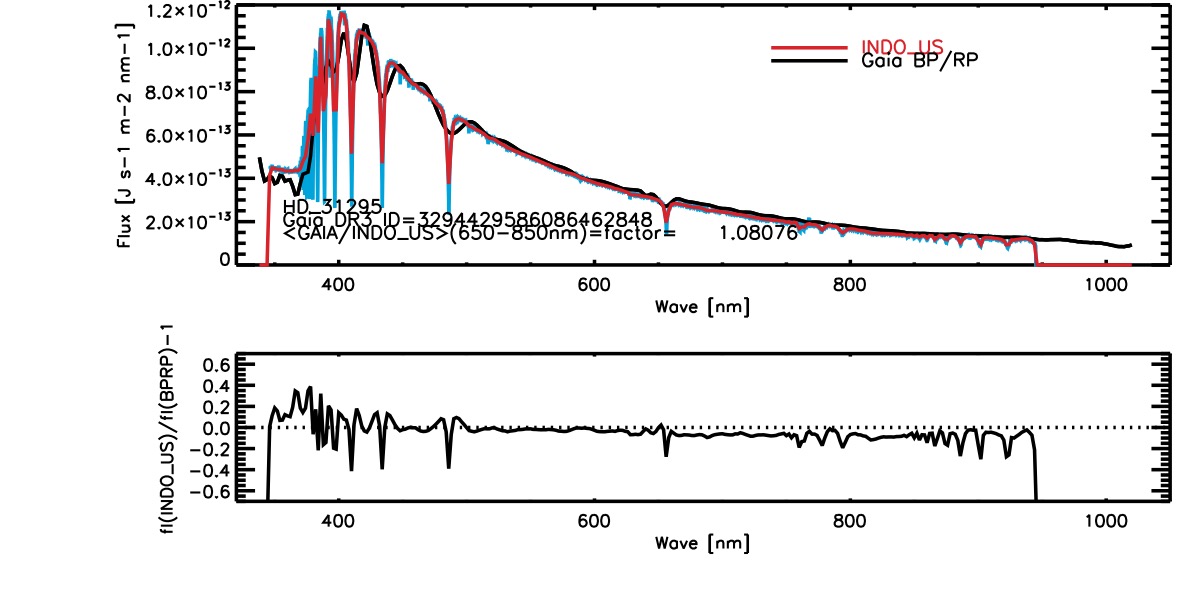 1.2×10−12
1.0×10−12
8.0×10−13
6.0×10−13
4.0×10−13
2.0×10−13
0
Flux [J s−1 m−2 nm−1]
INDO_US
Gaia BP/RP
HD_31295
Gaia DR3 ID=3294429586086462848
<GAIA/INDO_US>(650−850nm)=factor= 1.08076
400 600 800 1000
Wave [nm]
0.6
0.4
0.2
0.0
−0.2
−0.4
−0.6
fl(INDO_US)/fl(BPRP)−1
400 600 800 1000
Wave [nm]